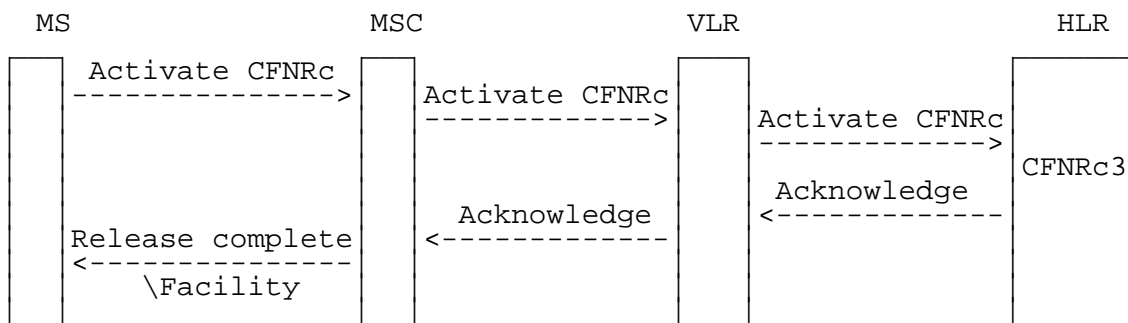 MS MSC VLR HLR
Activate CFNRc
Activate CFNRc
Activate CFNRc
CFNRc3
Acknowledge
Acknowledge
Release complete
\Facility